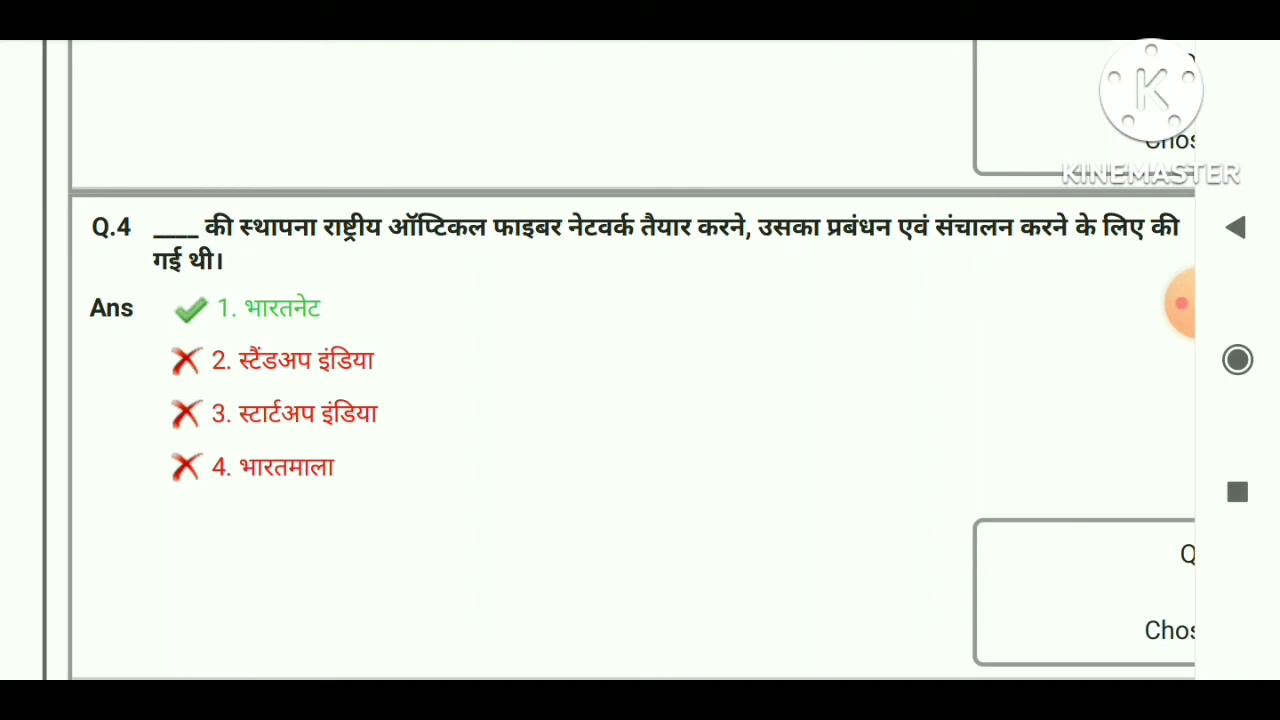 Chos
KINEMASTER
Q.4 ____ की स्थापना राष्ट्रीय ऑप्टिकल फाइबर नेटवर्क तैयार करने, उसका प्रबंधन एवं संचालन करने के लिए की
गई थी।
Ans 1. भारतनेट
2. स्टैंडअप इंडिया
3. स्टार्टअप इंडिया
4. भारतमाला
Q
Chos